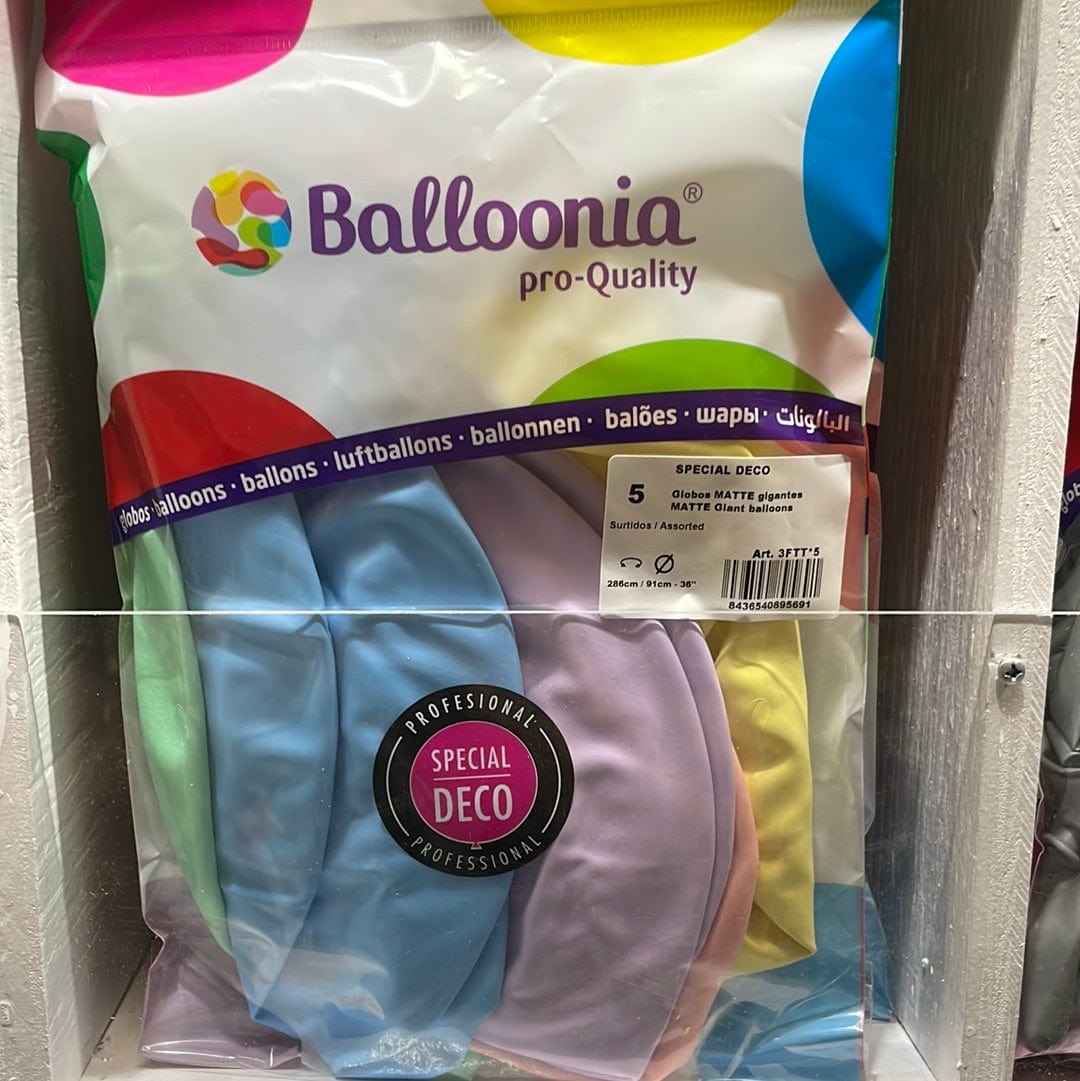 Balloonia®
pro-Quality
globos · balloons · ballons · luftballons · ballonnen · balões · шары · البالونات
SPECIAL DECO
5
Globos MATTE gigantes
MATTE Giant balloons
Surtidos / Assorted
Art. 3FTT*5
286cm / 91cm - 36"
8436540895691
PROFESIONAL
SPECIAL
DECO
PROFESSIONAL